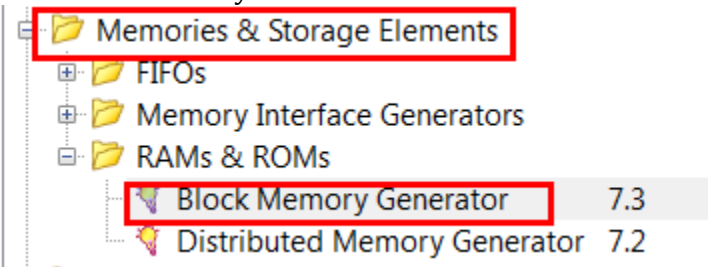 Memories & Storage Elements
FIFOs
Memory Interface Generators
RAMs & ROMs
Block Memory Generator 7.3
Distributed Memory Generator 7.2